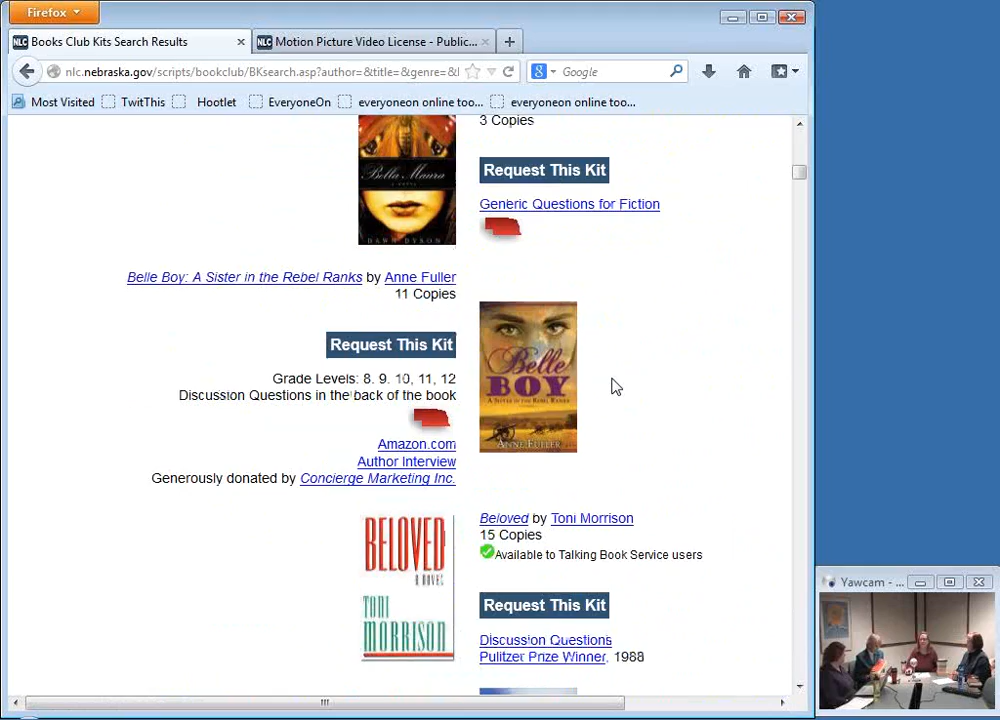 Firefox
NLC Books Club Kits Search Results
NLC Motion Picture Video License - Public...
nlc.nebraska.gov/scripts/bookclub/BKsearch.asp?author=&title=&genre=&l
Google
Most Visited TwitThis Hootlet EveryoneOn everyoneon online too... everyoneon online too...
3 Copies
Request This Kit
Generic Questions for Fiction
Bella Maura
A NOVEL
DAWN DYSON
Belle Boy: A Sister in the Rebel Ranks by Anne Fuller
11 Copies
Request This Kit
Grade Levels: 8. 9. 10, 11, 12
Discussion Questions in the back of the book
Amazon.com
Author Interview
Generously donated by Concierge Marketing Inc.
Belle
BOY
A SISTER IN THE REBEL RANKS
ANNE FULLER
BELOVED
A NOVEL
TONI
MORRISON
Beloved by Toni Morrison
15 Copies
Available to Talking Book Service users
Request This Kit
Discussion Questions
Pulitzer Prize Winner, 1988
Yawcam - ...